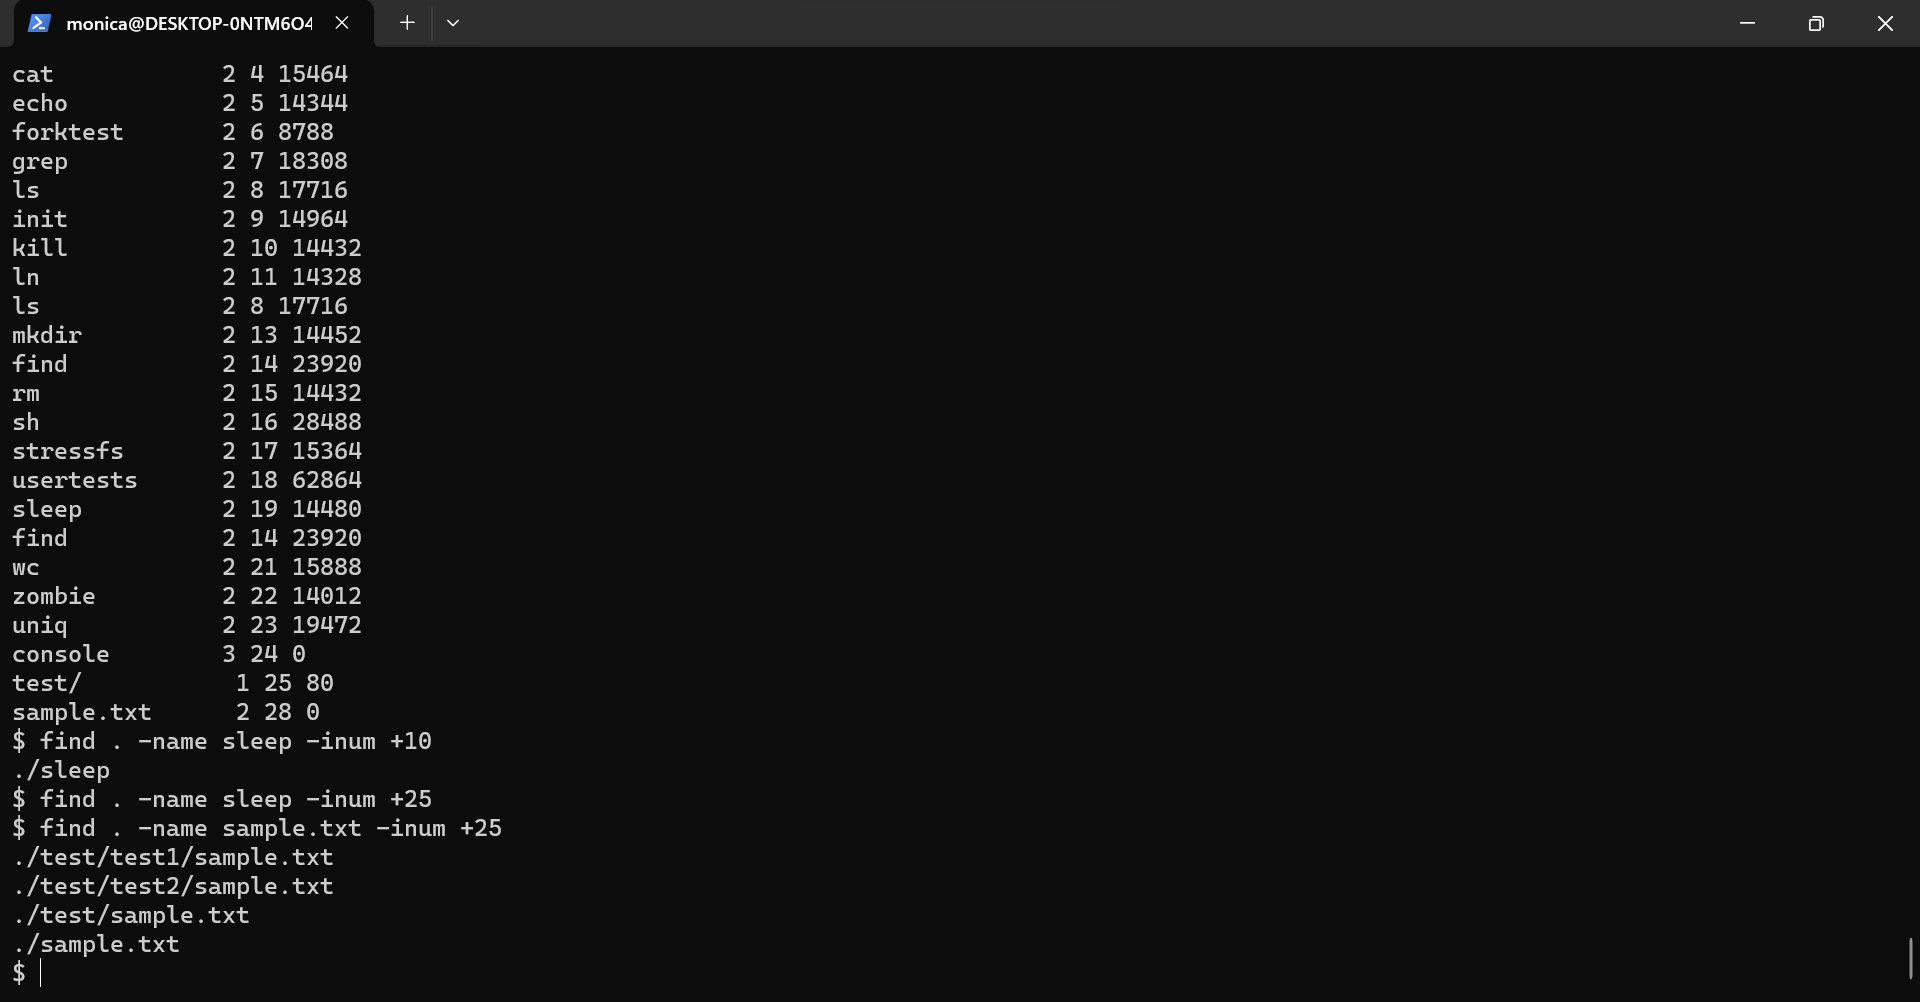 monica@DESKTOP-0NTM6O4
cat            2 4 15464
echo           2 5 14344
forktest       2 6 8788
grep           2 7 18308
ls             2 8 17716
init           2 9 14964
kill           2 10 14432
ln             2 11 14328
ls             2 8 17716
mkdir          2 13 14452
find           2 14 23920
rm             2 15 14432
sh             2 16 28488
stressfs       2 17 15364
usertests      2 18 62864
sleep          2 19 14480
find           2 14 23920
wc             2 21 15888
zombie         2 22 14012
uniq           2 23 19472
console        3 24 0
test/           1 25 80
sample.txt      2 28 0
$ find . -name sleep -inum +10
./sleep
$ find . -name sleep -inum +25
$ find . -name sample.txt -inum +25
./test/test1/sample.txt
./test/test2/sample.txt
./test/sample.txt
./sample.txt
$